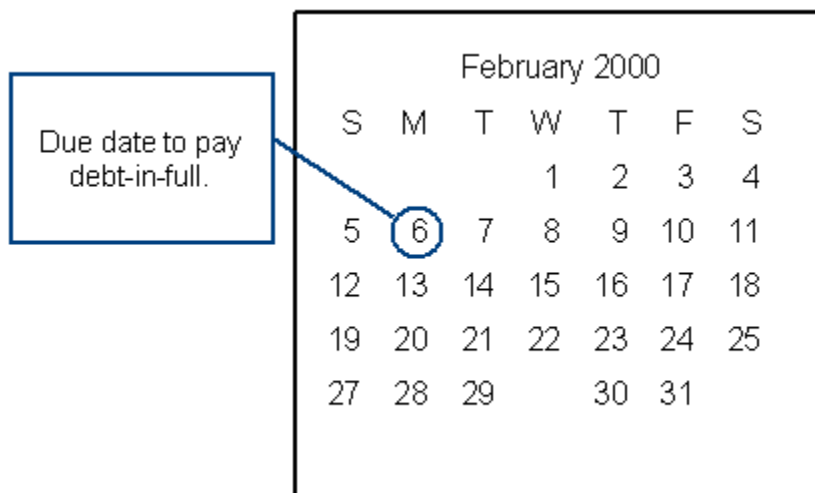 February 2000
S M T W T F S
Due date to pay
debt-in-full.
1 2 3 4
5 6 7 8 9 10 11
12 13 14 15 16 17 18
19 20 21 22 23 24 25
27 28 29 30 31